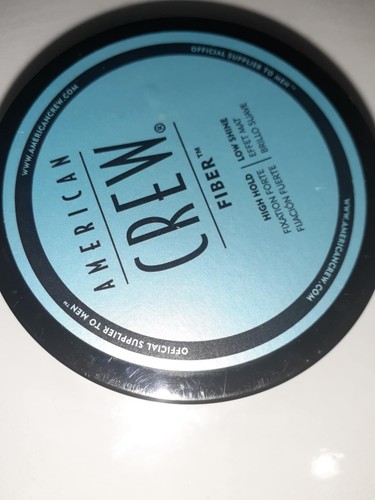 AMERICAN
CREW®
FIBER™
HIGH HOLD | LOW SHINE
FIXATION FORTE | EFFET MAT
FIJACIÓN FUERTE | BRILLO SUAVE
OFFICIAL SUPPLIER TO MEN™
WWW.AMERICANCREW.COM
OFFICIAL SUPPLIER TO MEN™
WWW.AMERICANCREW.COM